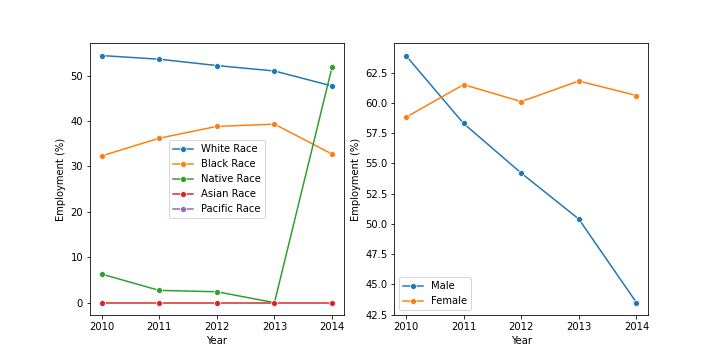 Employment (%)
50
40
30
20
10
0
2010 2011 2012 2013 2014
Year
White Race
Black Race
Native Race
Asian Race
Pacific Race
Employment (%)
62.5
60.0
57.5
55.0
52.5
50.0
47.5
45.0
42.5
2010 2011 2012 2013 2014
Year
Male
Female